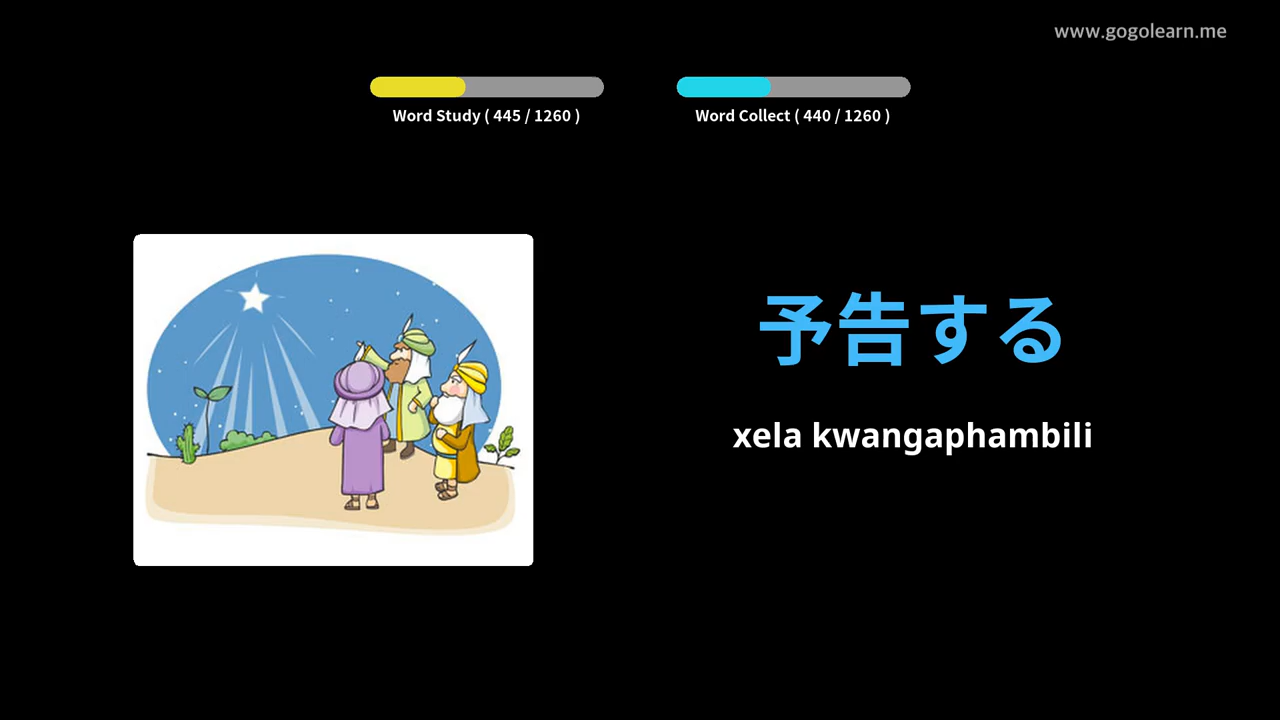 www.gogolearn.me
Word Study ( 445 / 1260 )
Word Collect ( 440 / 1260 )
予告する
xela kwangaphambili